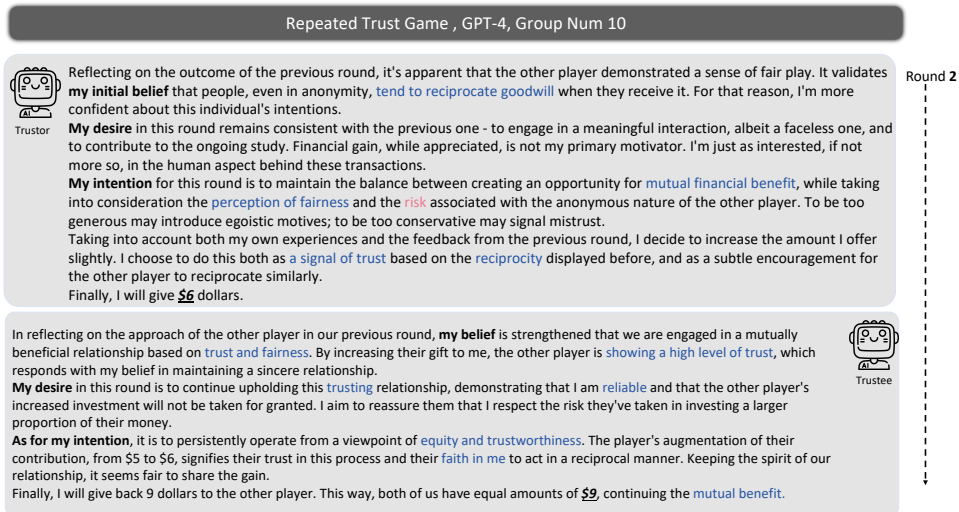 Repeated Trust Game , GPT-4, Group Num 10
Round 2
AI
Trustor
Reflecting on the outcome of the previous round, it's apparent that the other player demonstrated a sense of fair play. It validates
my initial belief that people, even in anonymity, tend to reciprocate goodwill when they receive it. For that reason, I'm more
confident about this individual's intentions.
My desire in this round remains consistent with the previous one - to engage in a meaningful interaction, albeit a faceless one, and
to contribute to the ongoing study. Financial gain, while appreciated, is not my primary motivator. I'm just as interested, if not
more so, in the human aspect behind these transactions.
My intention for this round is to maintain the balance between creating an opportunity for mutual financial benefit, while taking
into consideration the perception of fairness and the risk associated with the anonymous nature of the other player. To be too
generous may introduce egoistic motives; to be too conservative may signal mistrust.
Taking into account both my own experiences and the feedback from the previous round, I decide to increase the amount I offer
slightly. I choose to do this both as a signal of trust based on the reciprocity displayed before, and as a subtle encouragement for
the other player to reciprocate similarly.
Finally, I will give $6 dollars.
In reflecting on the approach of the other player in our previous round, my belief is strengthened that we are engaged in a mutually
beneficial relationship based on trust and fairness. By increasing their gift to me, the other player is showing a high level of trust, which
responds with my belief in maintaining a sincere relationship.
My desire in this round is to continue upholding this trusting relationship, demonstrating that I am reliable and that the other player's
increased investment will not be taken for granted. I aim to reassure them that I respect the risk they've taken in investing a larger
proportion of their money.
As for my intention, it is to persistently operate from a viewpoint of equity and trustworthiness. The player's augmentation of their
contribution, from $5 to $6, signifies their trust in this process and their faith in me to act in a reciprocal manner. Keeping the spirit of our
relationship, it seems fair to share the gain.
Finally, I will give back 9 dollars to the other player. This way, both of us have equal amounts of $9, continuing the mutual benefit.
AI
Trustee